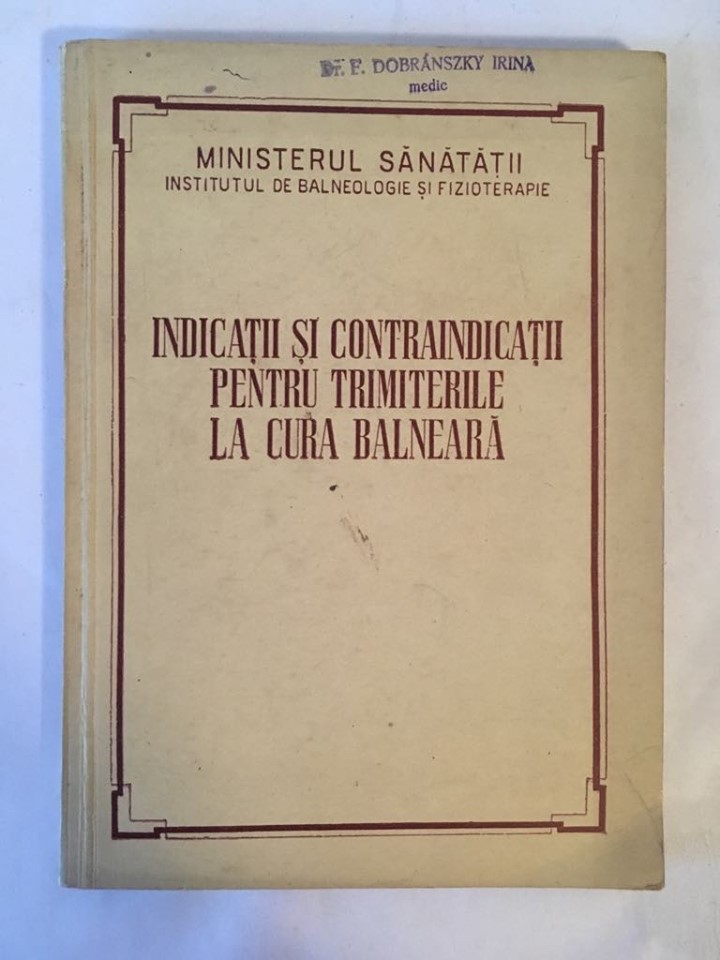 Dr. F. DOBRÁNSZKY IRINA
medic
MINISTERUL SĂNĂTĂȚII
INSTITUTUL DE BALNEOLOGIE ȘI FIZIOTERAPIE
INDICAȚII ȘI CONTRAINDICAȚII
PENTRU TRIMITERILE
LA CURA BALNEARĂ